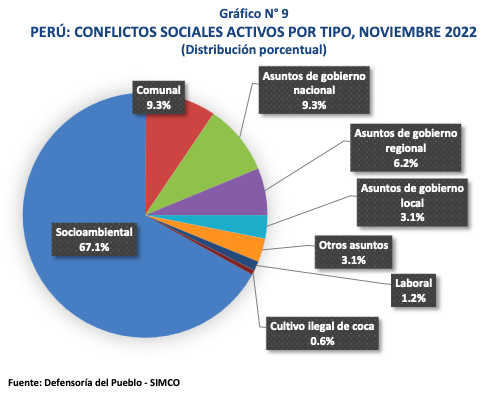 Gráfico N° 9
PERÚ: CONFLICTOS SOCIALES ACTIVOS POR TIPO, NOVIEMBRE 2022
(Distribución porcentual)
Comunal
9.3%
Asuntos de gobierno
nacional
9.3%
Asuntos de gobierno
regional
6.2%
Asuntos de gobierno
local
3.1%
Otros asuntos
3.1%
Laboral
1.2%
Cultivo ilegal de coca
0.6%
Socioambiental
67.1%
Fuente: Defensoría del Pueblo - SIMCO